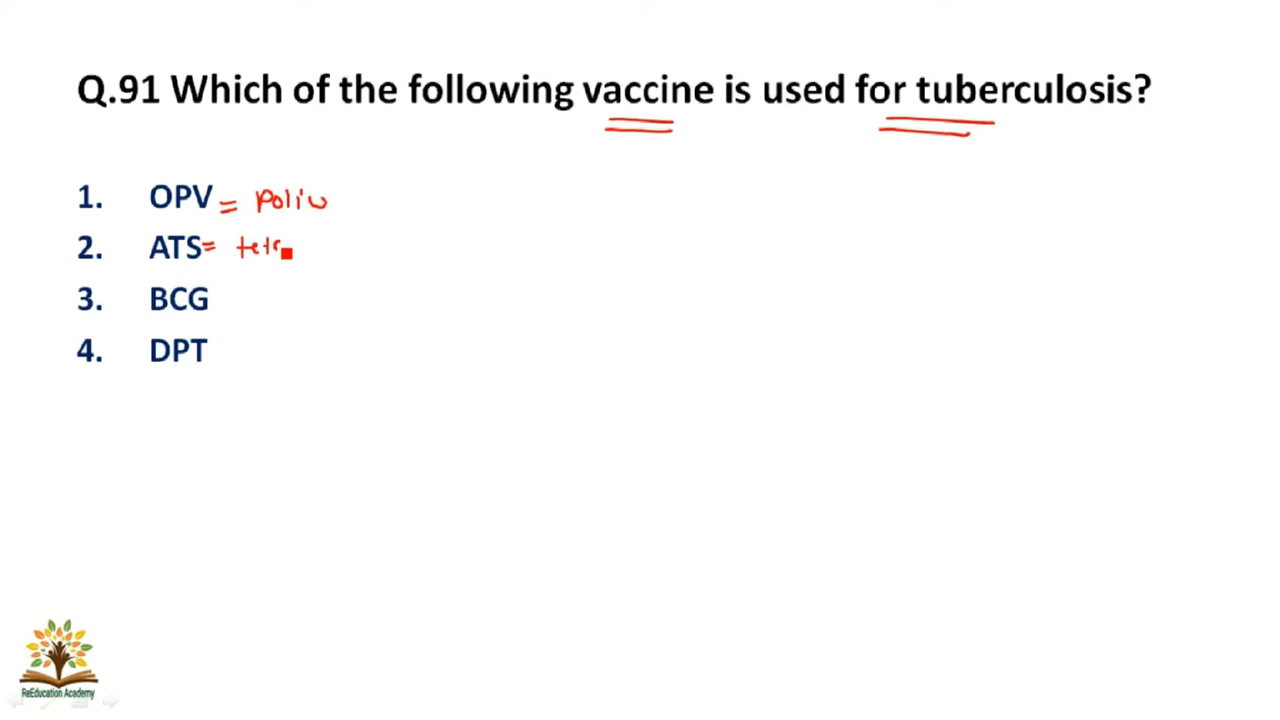 Q.91 Which of the following vaccine is used for tuberculosis?
1. OPV = polio
2. ATS = tetr
3. BCG
4. DPT
ReEducation Academy